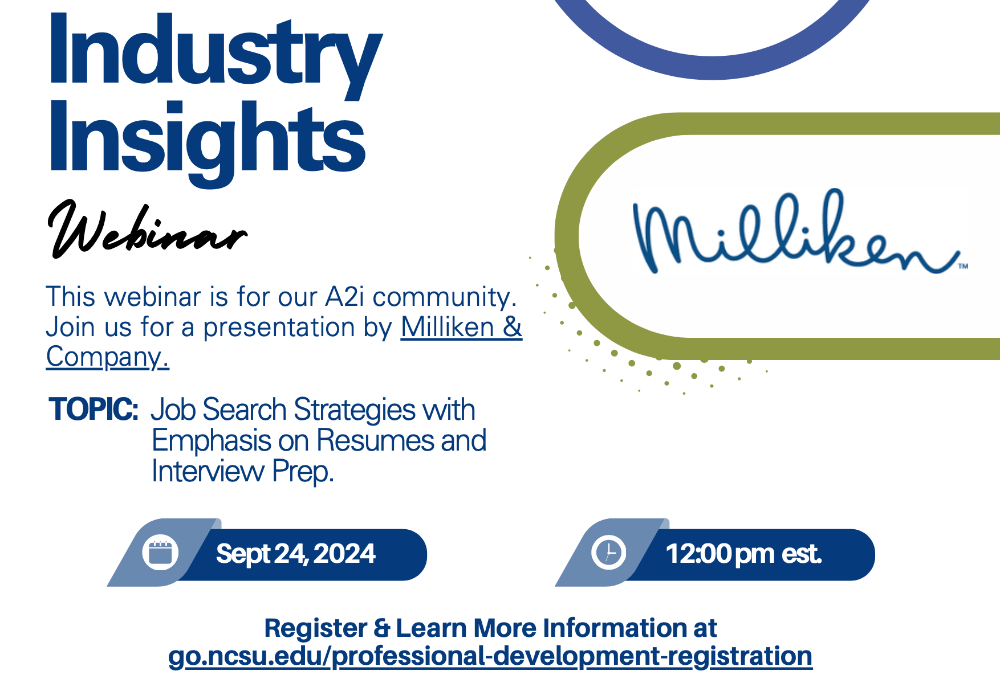 Industry
Insights
Webinar
Milliken TM
This webinar is for our A2i community.
Join us for a presentation by Milliken &
Company.
TOPIC: Job Search Strategies with
Emphasis on Resumes and
Interview Prep.
Sept 24, 2024
12:00 pm est.
Register & Learn More Information at
go.ncsu.edu/professional-development-registration